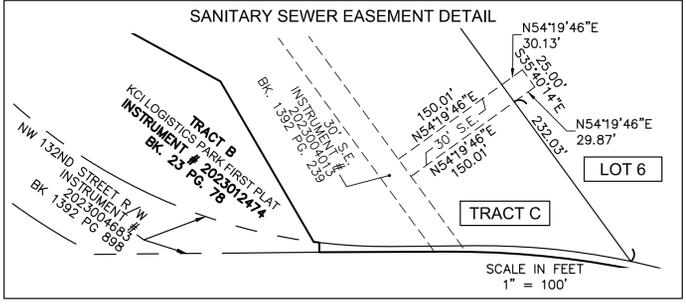 SANITARY SEWER EASEMENT DETAIL
N54°19'46"E
30.13'
25.00'
S35°40'14"E
N54°19'46"E
29.87'
232.03'
LOT 6
TRACT C
150.01'
N54°19'46"E
30' S.E.
N54°19'46"E
150.01'
30' S.E.
INSTRUMENT #
2023004013
BK. 1392 PG. 239
TRACT B
KCI LOGISTICS PARK FIRST PLAT
INSTRUMENT # 2023012474
BK. 23 PG. 78
NW 132ND STREET R/W
INSTRUMENT #
2023004683
BK 1392 PG 898
SCALE IN FEET
1" = 100'